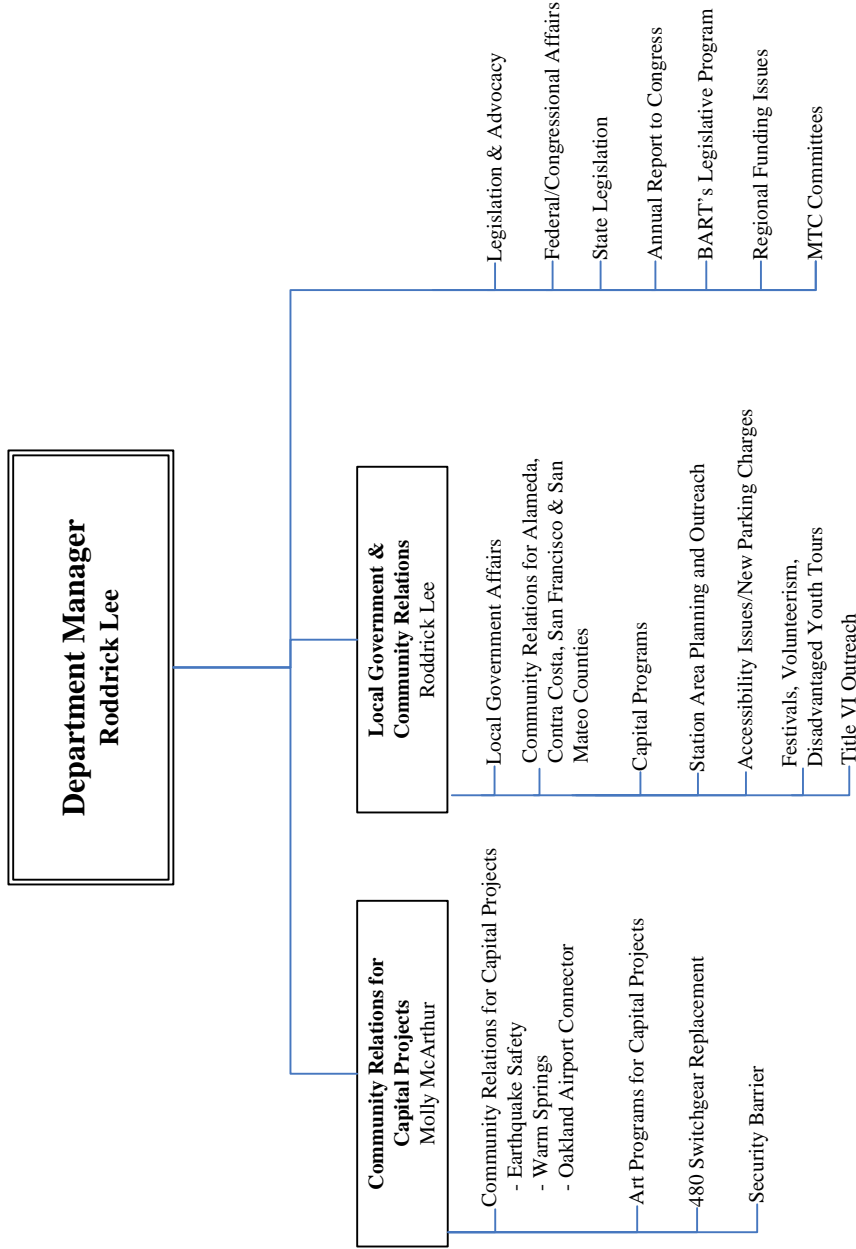 Department Manager
Roddrick Lee
Community Relations for
Capital Projects
Molly McArthur
Community Relations for Capital Projects
- Earthquake Safety
- Warm Springs
- Oakland Airport Connector
Art Programs for Capital Projects
480 Switchgear Replacement
Security Barrier
Local Government &
Community Relations
Roddrick Lee
Local Government Affairs
Community Relations for Alameda,
Contra Costa, San Francisco & San
Mateo Counties
Capital Programs
Station Area Planning and Outreach
Accessibility Issues/New Parking Charges
Festivals, Volunteerism,
Disadvantaged Youth Tours
Title VI Outreach
Legislation & Advocacy
Federal/Congressional Affairs
State Legislation
Annual Report to Congress
BART's Legislative Program
Regional Funding Issues
MTC Committees